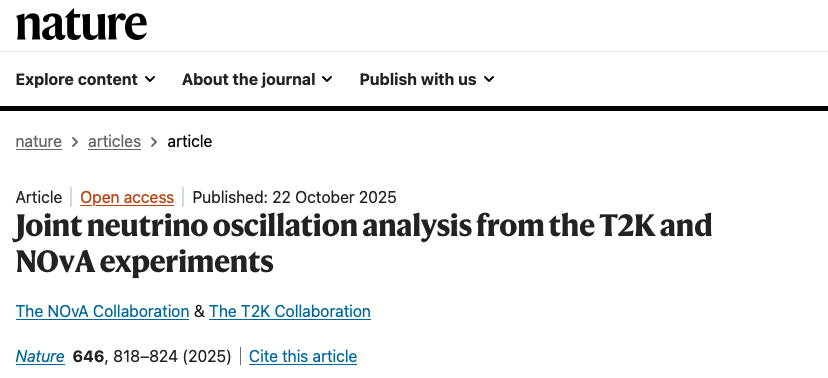 nature
Explore content About the journal Publish with us
nature > articles > article
Article | Open access | Published: 22 October 2025
Joint neutrino oscillation analysis from the T2K and
NOvA experiments
The NOvA Collaboration & The T2K Collaboration
Nature 646, 818–824 (2025) | Cite this article